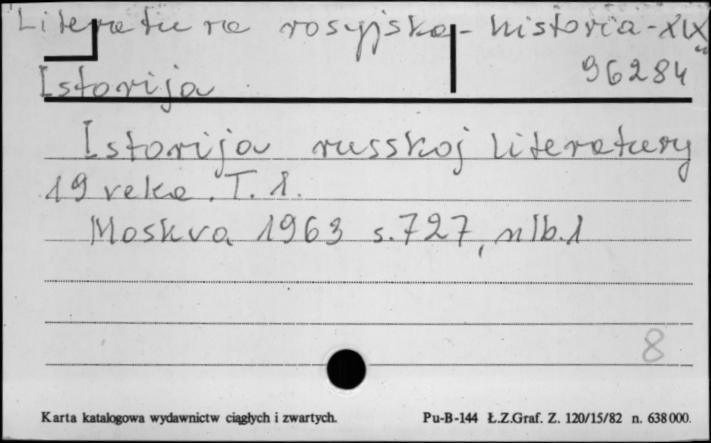 Literatura rosyjska - historia - XIX w
96284
Istorija
Istorija russkoj literatury
19 veka. T. 1.
Moskva 1963 s. 727, nlb. 1
8
Karta katalogowa wydawnictw ciągłych i zwartych. Pu-B-144 Ł.Z.Graf. Z. 120/15/82 n. 638000.